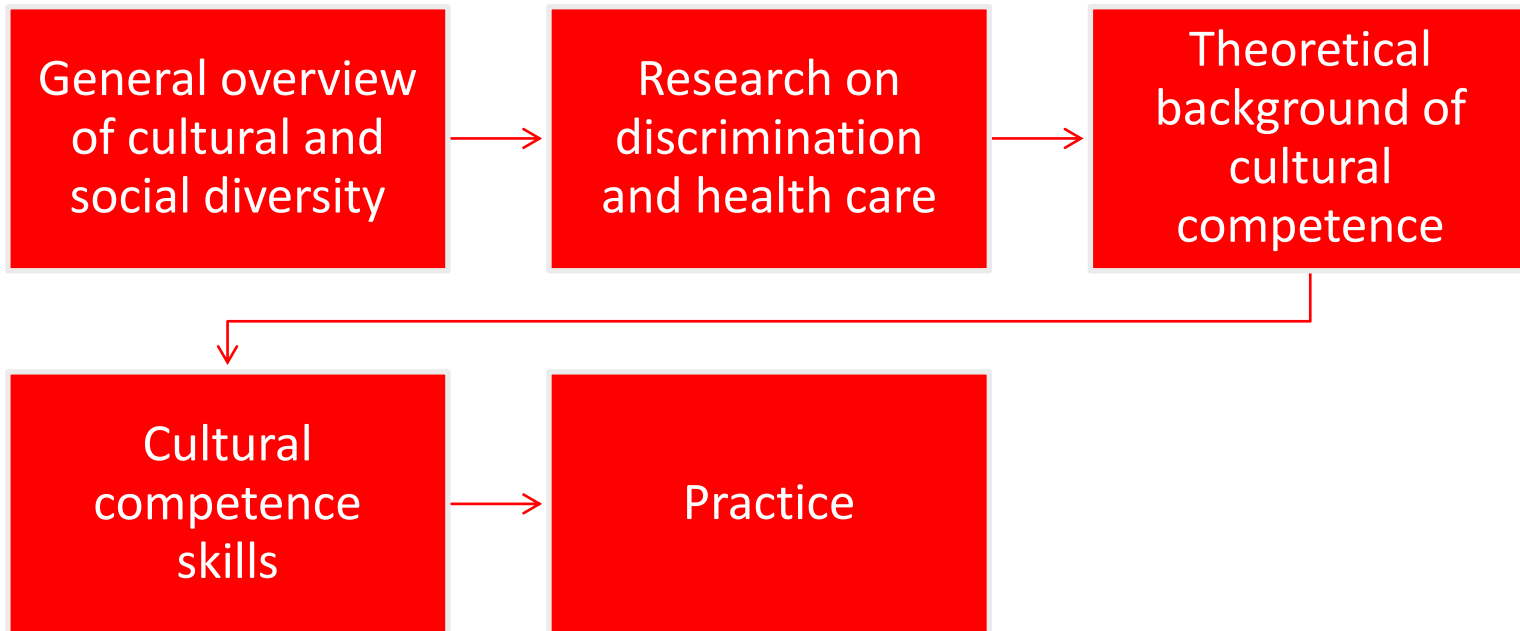 General overview
of cultural and
social diversity
Research on
discrimination
and health care
Theoretical
background of
cultural
competence
Cultural
competence
skills
Practice